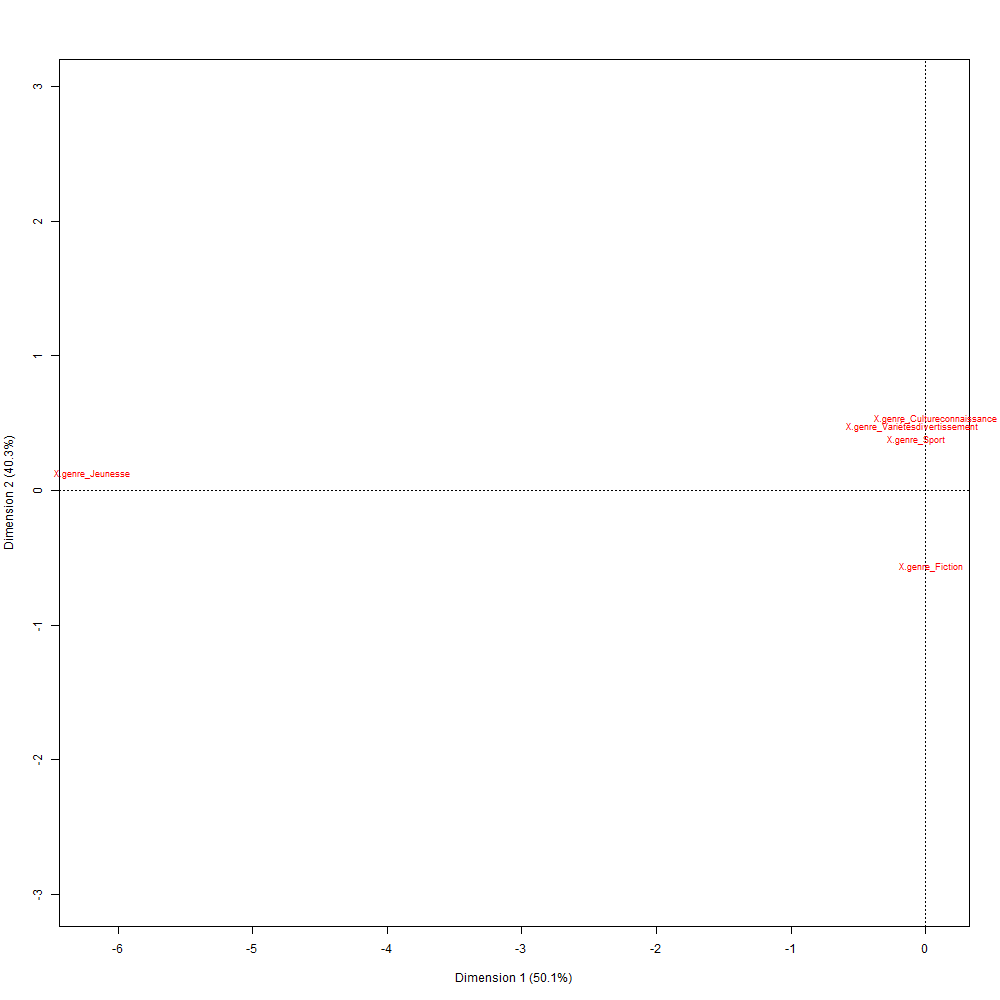 3
2
1
0
-1
-2
-3
Dimension 2 (40.3%)
X.genre_Cultureconnaissance
X.genre_Varietesdivertissement
X.genre_Sport
X.genre_Jeunesse
X.genre_Fiction
-6
-5
-4
-3
-2
-1
0
Dimension 1 (50.1%)